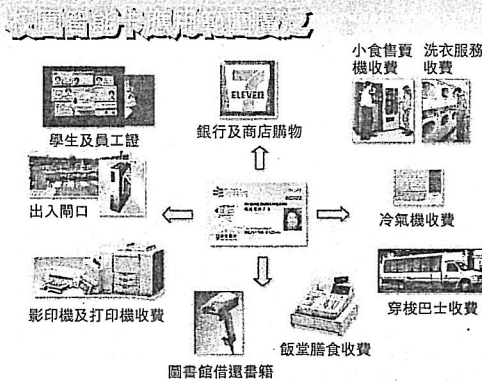 小食售賣 洗衣服務
機收費 收費
學生及員工證
7
ELEVEN
銀行及商店購物
出入閘口
冷氣機收費
影印機及打印機收費
穿梭巴士收費
飯堂膳食收費
圖書館借還書籍